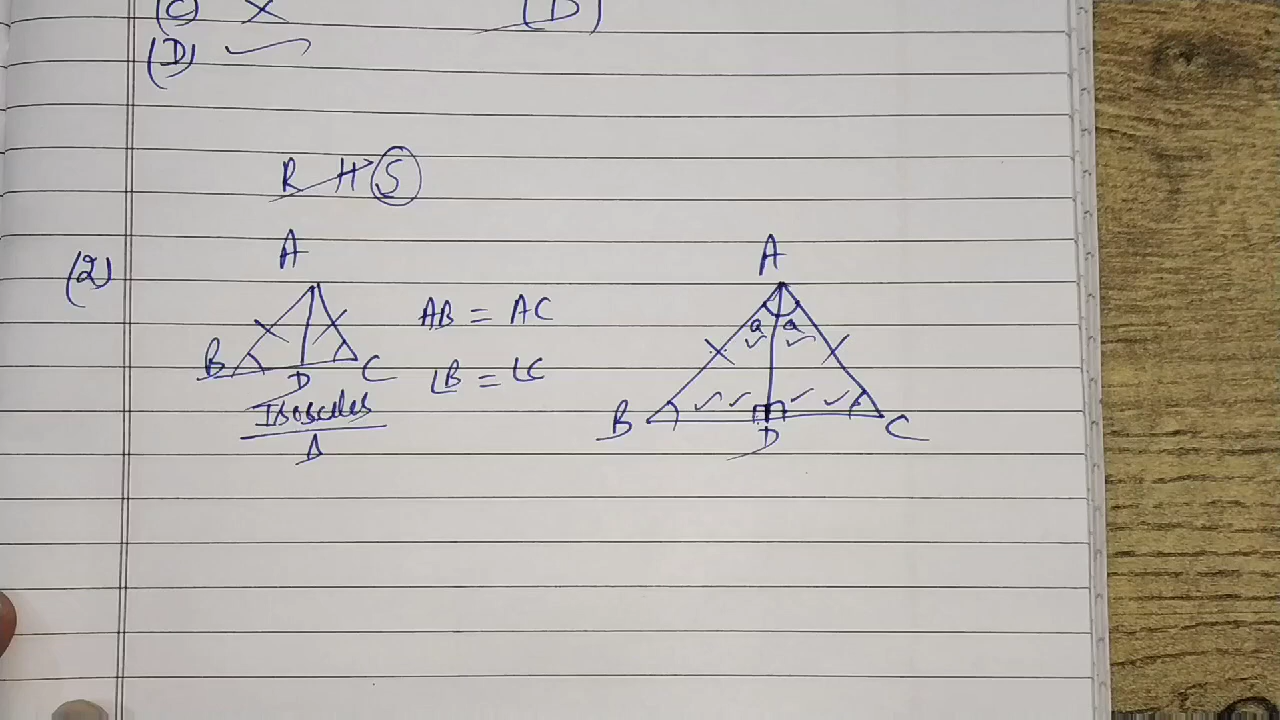 (C) ✗ (D)
(D) ✓
R H S
(2) A
AB = AC
B D C
∠B = ∠C
Isosceles
Δ
A
a a
B D C